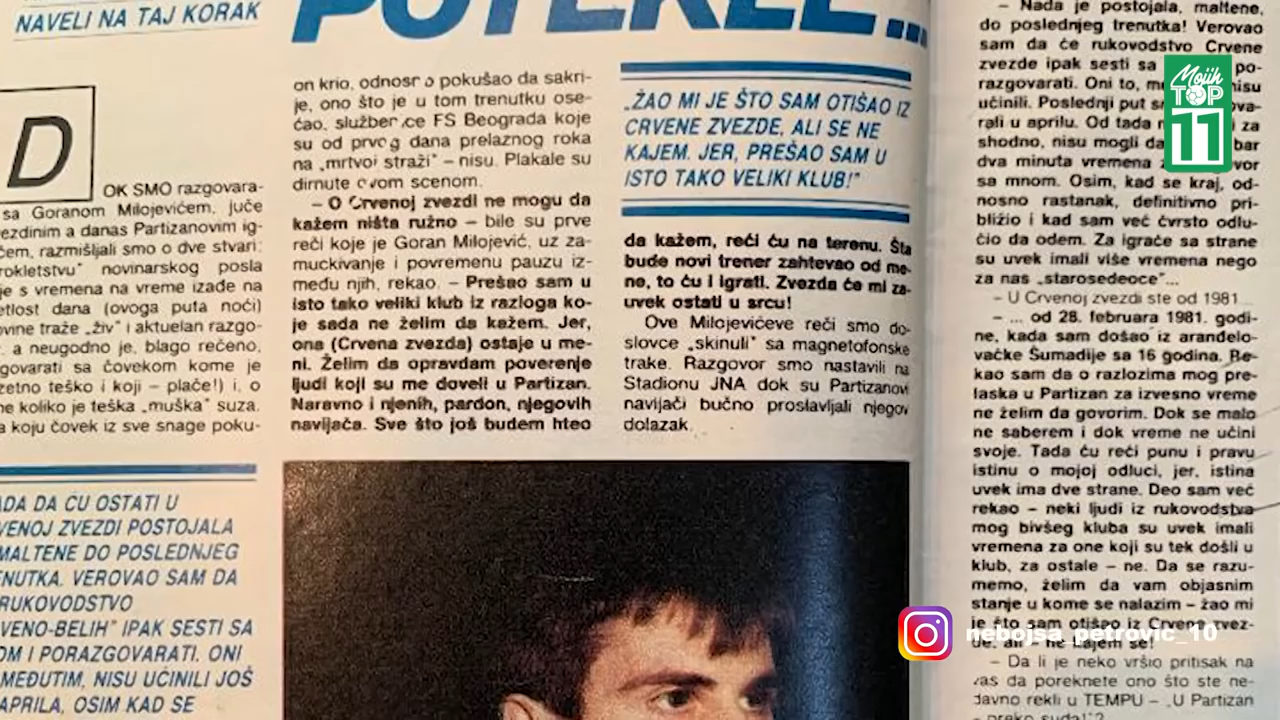 NAVELI NA TAJ KORAK
POTEKLE...
D
OK SMO razgovara-
sa Goranom Milojevićem, juče
ezdinim a danas Partizanovim ig-
čem, razmišljali smo o dve stvari:
rokletstvu" novinarskog posla
je s vremena na vreme izađe na
etlost dana (ovoga puta noći)
ovine traže „živ" i aktuelan razgo-
, a neugodno je, blago rečeno,
govarati sa čovekom kome je
zetno teško i koji – plače!) i, o
ne koliko je teška „muška" suza.
a koju čovek iz sve snage poku-
ADA DA ĆU OSTATI U
VENOJ ZVEZDI POSTOJALA
MALTENE DO POSLEDNJEG
ENUTKA. VEROVAO SAM DA
RUKOVODSTVO
VENO-BELIH" IPAK SESTI SA
OM I PORAZGOVARATI. ONI
MEĐUTIM, NISU UČINILI JOŠ
APRILA, OSIM KAD SE
on krio, odnosno pokušao da sakri-
je, ono što je u tom trenutku ose-
ćao, službenice FS Beograda koje
su od prvog dana prelaznog roka
na „mrtvoj straži" – nisu. Plakale su
dirnute ovom scenom.
– O Crvenoj zvezdi ne mogu da
kažem ništa ružno – bile su prve
reči koje je Goran Milojević, uz za-
muckivanje i povremenu pauzu iz-
među njih, rekao. – Prešao sam u
isto tako veliki klub iz razloga ko-
je sada ne želim da kažem. Jer,
ona (Crvena zvezda) ostaje u me-
ni. Želim da opravdam poverenje
ljudi koji su me doveli u Partizan.
Naravno i njenih, pardon, njegovih
navijača. Sve što još budem hteo
„ŽAO MI JE ŠTO SAM OTIŠAO IZ
CRVENE ZVEZDE, ALI SE NE
KAJEM. JER, PREŠAO SAM U
ISTO TAKO VELIKI KLUB!"
da kažem, reći ću na terenu. Šta
bude novi trener zahtevao od me-
ne, to ću i igrati. Zvezda će mi za-
uvek ostati u srcu!
Ove Milojevićeve reči smo do-
slovce „skinuli" sa magnetofonske
trake. Razgovor smo nastavili na
Stadionu JNA dok su Partizanovi
navijači bučno proslavljali njegov
dolazak.
– Nada je postojala, maltene,
do poslednjeg trenutka! Verovao
sam da će rukovodstvo Crvene
zvezde ipak sesti sa po-
razgovarati. Oni to, nisu
učinili. Poslednji put ova-
rali u aprilu. Od tada za
shodno, nisu mogli da bar
dva minuta vremena vor
sa mnom. Osim, kad se kraj, od-
nosno rastanak, definitivno pri-
bližio i kad sam već čvrsto odlu-
čio da odem. Za igrače sa strane
su uvek imali više vremena nego
za nas „starosedeoce"...
– U Crvenoj zvezdi ste od 1981...
– ... od 28. februara 1981. godi-
ne, kada sam došao iz aranđelo-
vačke Šumadije sa 16 godina. Re-
kao sam da o razlozima mog pre-
laska u Partizan za izvesno vreme
ne želim da govorim. Dok se malo
ne saberem i dok vreme ne učini
svoje. Tada ću reći punu i pravu
istinu o mojoj odluci, jer, istina
uvek ima dve strane. Deo sam već
rekao – neki ljudi iz rukovodstva
mog bivšeg kluba su uvek imali
vremena za one koji su tek došli u
klub, za ostale – ne. Da se razu-
memo, želim da vam objasnim
stanje u kome se nalazim – žao mi
je što sam otišao iz Crvene zvez-
de, ali – ne kajem se!
– Da li je neko vršio pritisak na
vas da poreknete ono što ste ne-
davno rekli u TEMPU – „U Partizan
– preko suda!"?
Mojih
TOP
11
nebojsa_petrovic_10